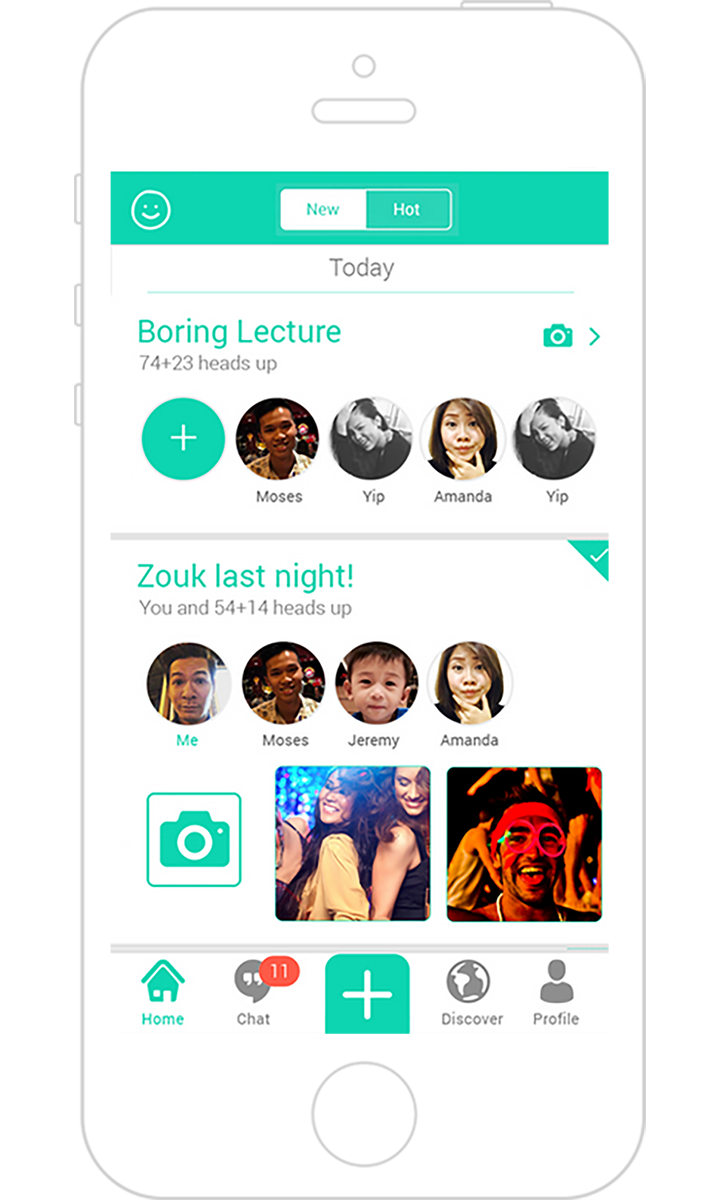 New Hot
Today
Boring Lecture
74+23 heads up
Moses Yip Amanda Yip
Zouk last night!
You and 54+14 heads up
Me Moses Jeremy Amanda
11
Home Chat Discover Profile